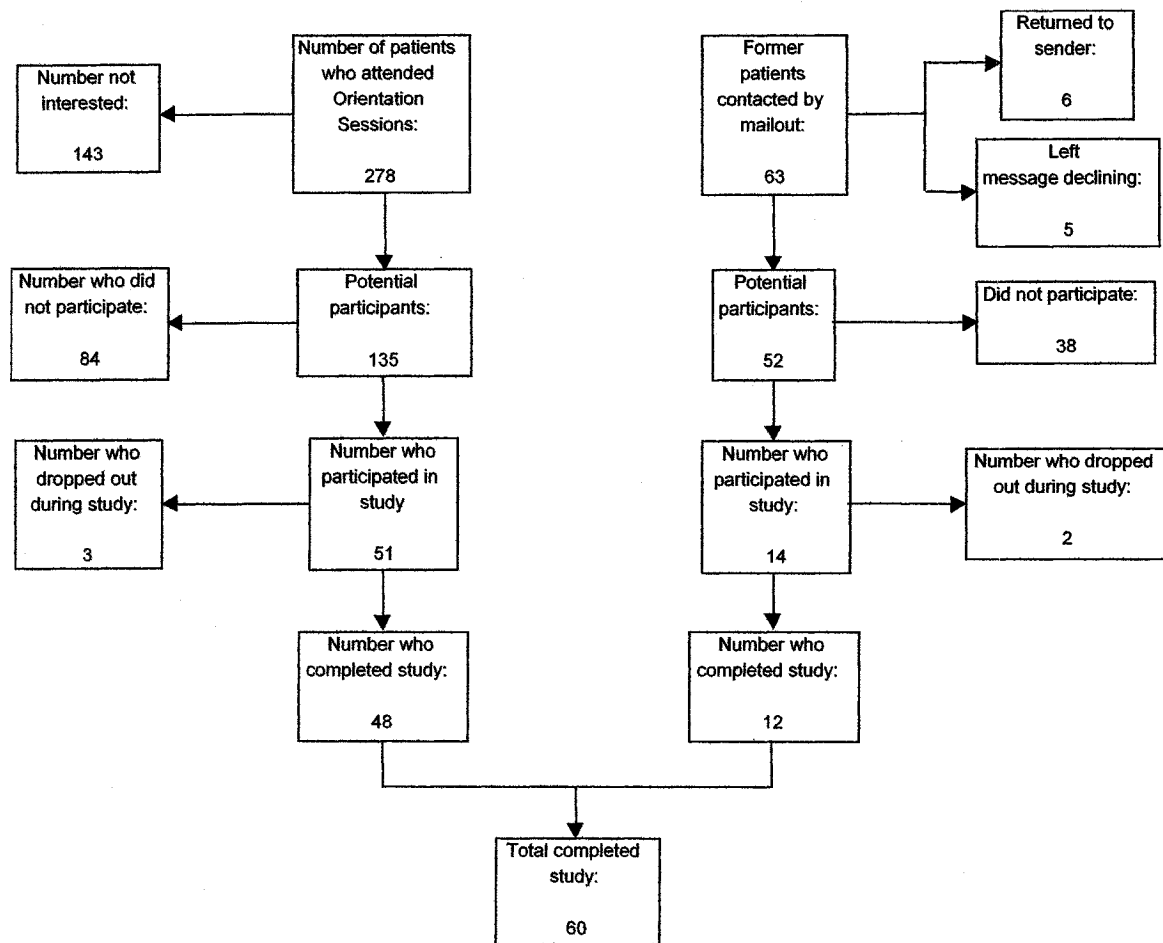 Number of patients
who attended
Orientation
Sessions:
278
Number not
interested:
143
Potential
participants:
135
Number who did
not participate:
84
Number who
participated in
study
51
Number who
dropped out
during study:
3
Number who
completed study:
48
Former
patients
contacted by
mailout:
63
Returned to
sender:
6
Left
message declining:
5
Potential
participants:
52
Did not participate:
38
Number who
participated in
study:
14
Number who dropped
out during study:
2
Number who
completed study:
12
Total completed
study:
60